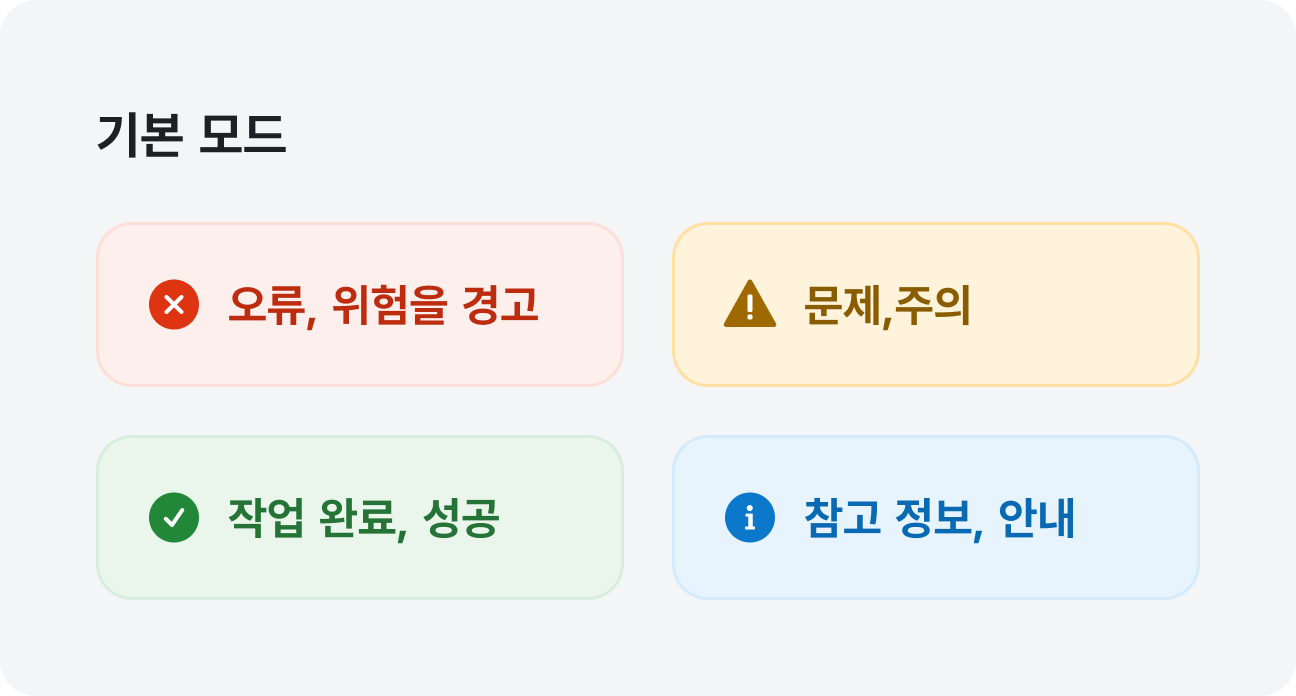 기본 모드
오류, 위험을 경고
문제,주의
작업 완료, 성공
참고 정보, 안내